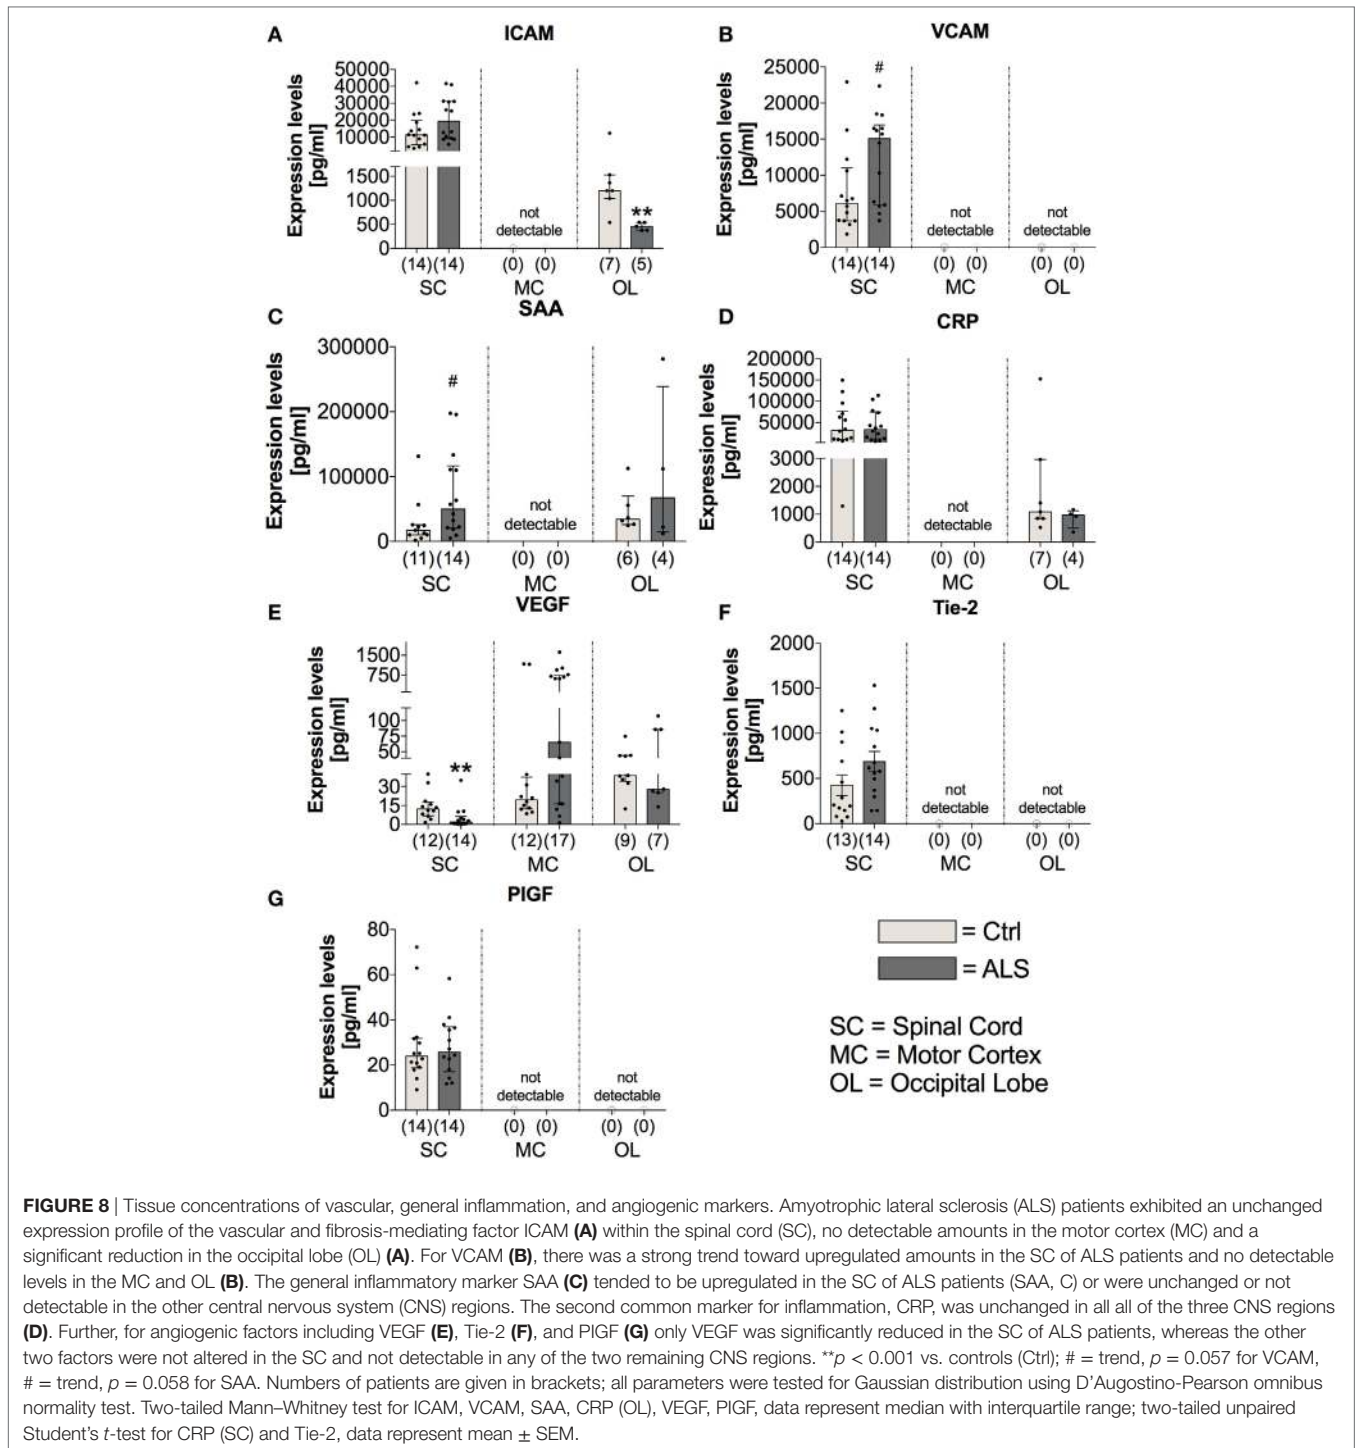 A
ICAM
Expression levels
[pg/ml]
50000
40000
30000
20000
10000
1500
1000
500
0
not
detectable
**
(14)(14)
(0) (0)
(7) (5)
SC
MC
OL
B
VCAM
Expression levels
[pg/ml]
25000
20000
15000
10000
5000
0
#
not
detectable
not
detectable
(14)(14)
(0) (0)
(0) (0)
SC
MC
OL
C
SAA
Expression levels
[pg/ml]
300000
200000
100000
0
#
not
detectable
(11)(14)
(0) (0)
(6) (4)
SC
MC
OL
D
CRP
Expression levels
[pg/ml]
200000
150000
100000
50000
3000
2000
1000
0
not
detectable
(14)(14)
(0) (0)
(7) (4)
SC
MC
OL
E
VEGF
Expression levels
[pg/ml]
1500
750
100
75
50
30
15
0
**
(12)(14)
(12)(17)
(9) (7)
SC
MC
OL
F
Tie-2
Expression levels
[pg/ml]
2000
1500
1000
500
0
not
detectable
not
detectable
(13)(14)
(0) (0)
(0) (0)
SC
MC
OL
G
PIGF
Expression levels
[pg/ml]
80
60
40
20
0
not
detectable
not
detectable
(14)(14)
(0) (0)
(0) (0)
SC
MC
OL
= Ctrl
= ALS
SC = Spinal Cord
MC = Motor Cortex
OL = Occipital Lobe
FIGURE 8 | Tissue concentrations of vascular, general inflammation, and angiogenic markers. Amyotrophic lateral sclerosis (ALS) patients exhibited an unchanged
expression profile of the vascular and fibrosis-mediating factor ICAM (A) within the spinal cord (SC), no detectable amounts in the motor cortex (MC) and a
significant reduction in the occipital lobe (OL) (A). For VCAM (B), there was a strong trend toward upregulated amounts in the SC of ALS patients and no detectable
levels in the MC and OL (B). The general inflammatory marker SAA (C) tended to be upregulated in the SC of ALS patients (SAA, C) or were unchanged or not
detectable in the other central nervous system (CNS) regions. The second common marker for inflammation, CRP, was unchanged in all all of the three CNS regions
(D). Further, for angiogenic factors including VEGF (E), Tie-2 (F), and PIGF (G) only VEGF was significantly reduced in the SC of ALS patients, whereas the other
two factors were not altered in the SC and not detectable in any of the two remaining CNS regions. **p < 0.001 vs. controls (Ctrl); # = trend, p = 0.057 for VCAM,
# = trend, p = 0.058 for SAA. Numbers of patients are given in brackets; all parameters were tested for Gaussian distribution using D'Augostino-Pearson omnibus
normality test. Two-tailed Mann–Whitney test for ICAM, VCAM, SAA, CRP (OL), VEGF, PIGF, data represent median with interquartile range; two-tailed unpaired
Student's t-test for CRP (SC) and Tie-2, data represent mean ± SEM.